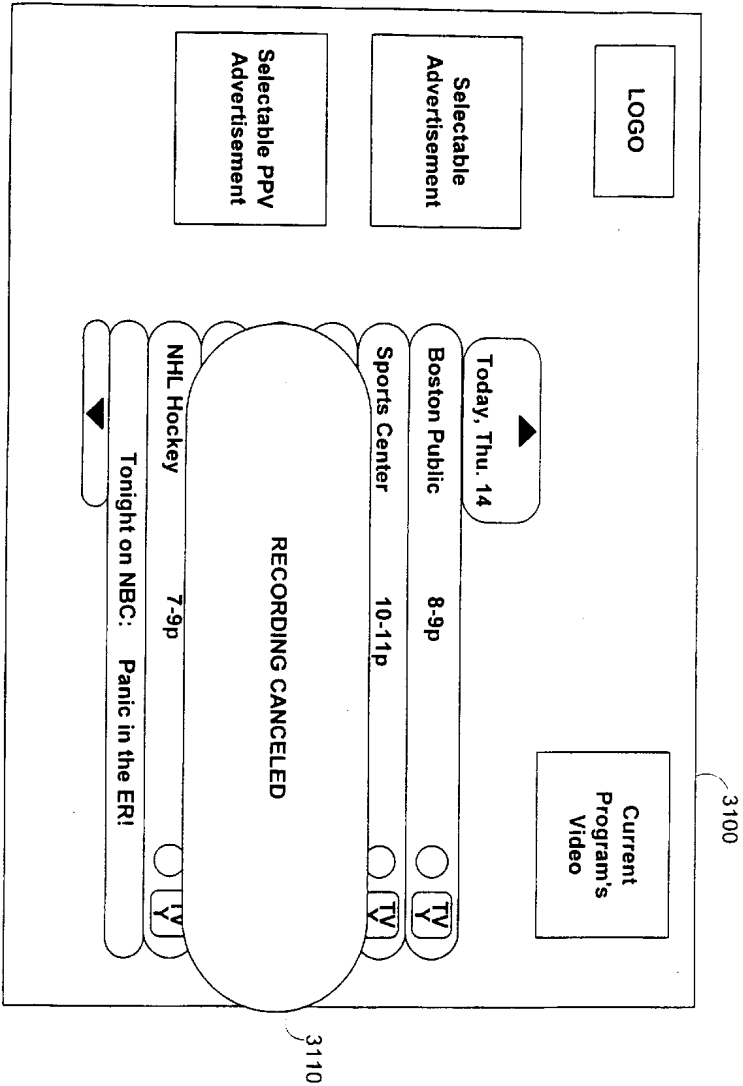 3100
LOGO
Current
Program's
Video
Today, Thu. 14
Selectable
Advertisement
Boston Public 8-9p TV Y
Sports Center 10-11p TV Y
RECORDING CANCELED
3110
Selectable PPV
Advertisement
NHL Hockey 7-9p TV Y
Tonight on NBC: Panic in the ER!